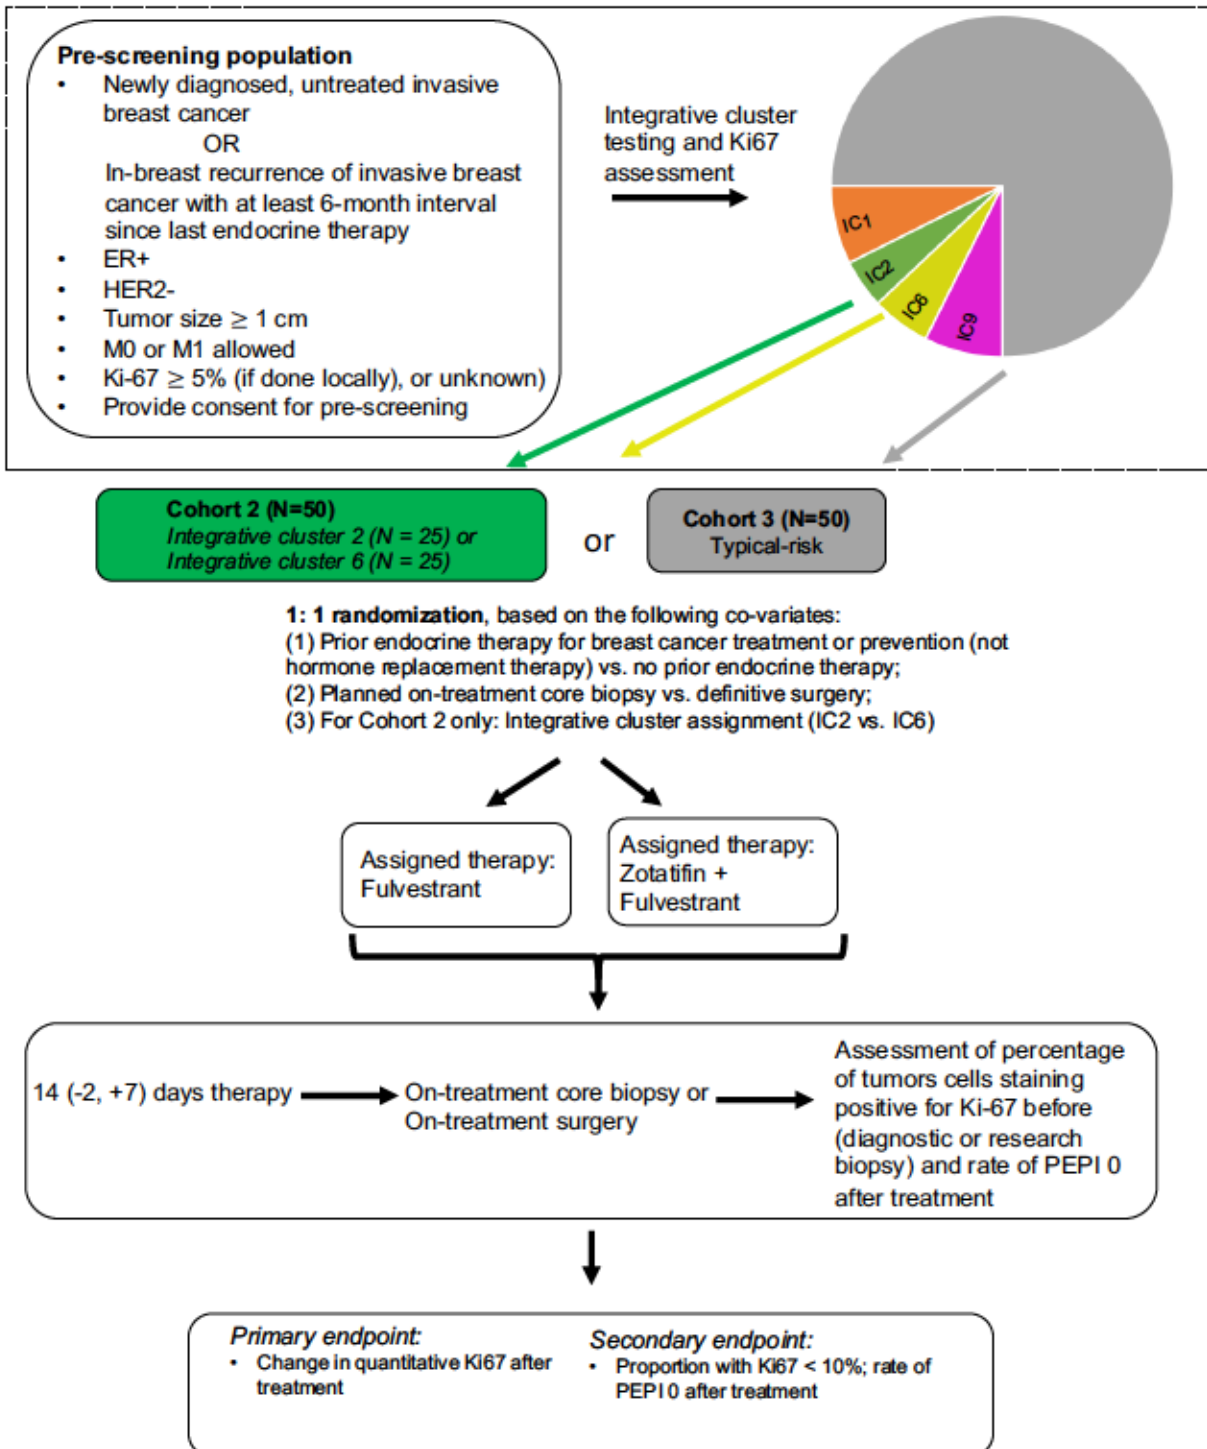 Pre-screening population
• Newly diagnosed, untreated invasive
breast cancer
OR
In-breast recurrence of invasive breast
cancer with at least 6-month interval
since last endocrine therapy
• ER+
• HER2-
• Tumor size ≥ 1 cm
• M0 or M1 allowed
• Ki-67 ≥ 5% (if done locally), or unknown)
• Provide consent for pre-screening
Integrative cluster
testing and Ki67
assessment
IC1
IC2
IC6
IC9
Cohort 2 (N=50)
Integrative cluster 2 (N = 25) or
Integrative cluster 6 (N = 25)
or
Cohort 3 (N=50)
Typical-risk
1: 1 randomization, based on the following co-variates:
(1) Prior endocrine therapy for breast cancer treatment or prevention (not
hormone replacement therapy) vs. no prior endocrine therapy;
(2) Planned on-treatment core biopsy vs. definitive surgery;
(3) For Cohort 2 only: Integrative cluster assignment (IC2 vs. IC6)
Assigned therapy:
Fulvestrant
Assigned therapy:
Zotatifin +
Fulvestrant
14 (-2, +7) days therapy
On-treatment core biopsy or
On-treatment surgery
Assessment of percentage
of tumors cells staining
positive for Ki-67 before
(diagnostic or research
biopsy) and rate of PEPI 0
after treatment
Primary endpoint:
• Change in quantitative Ki67 after
treatment
Secondary endpoint:
• Proportion with Ki67 < 10%; rate of
PEPI 0 after treatment